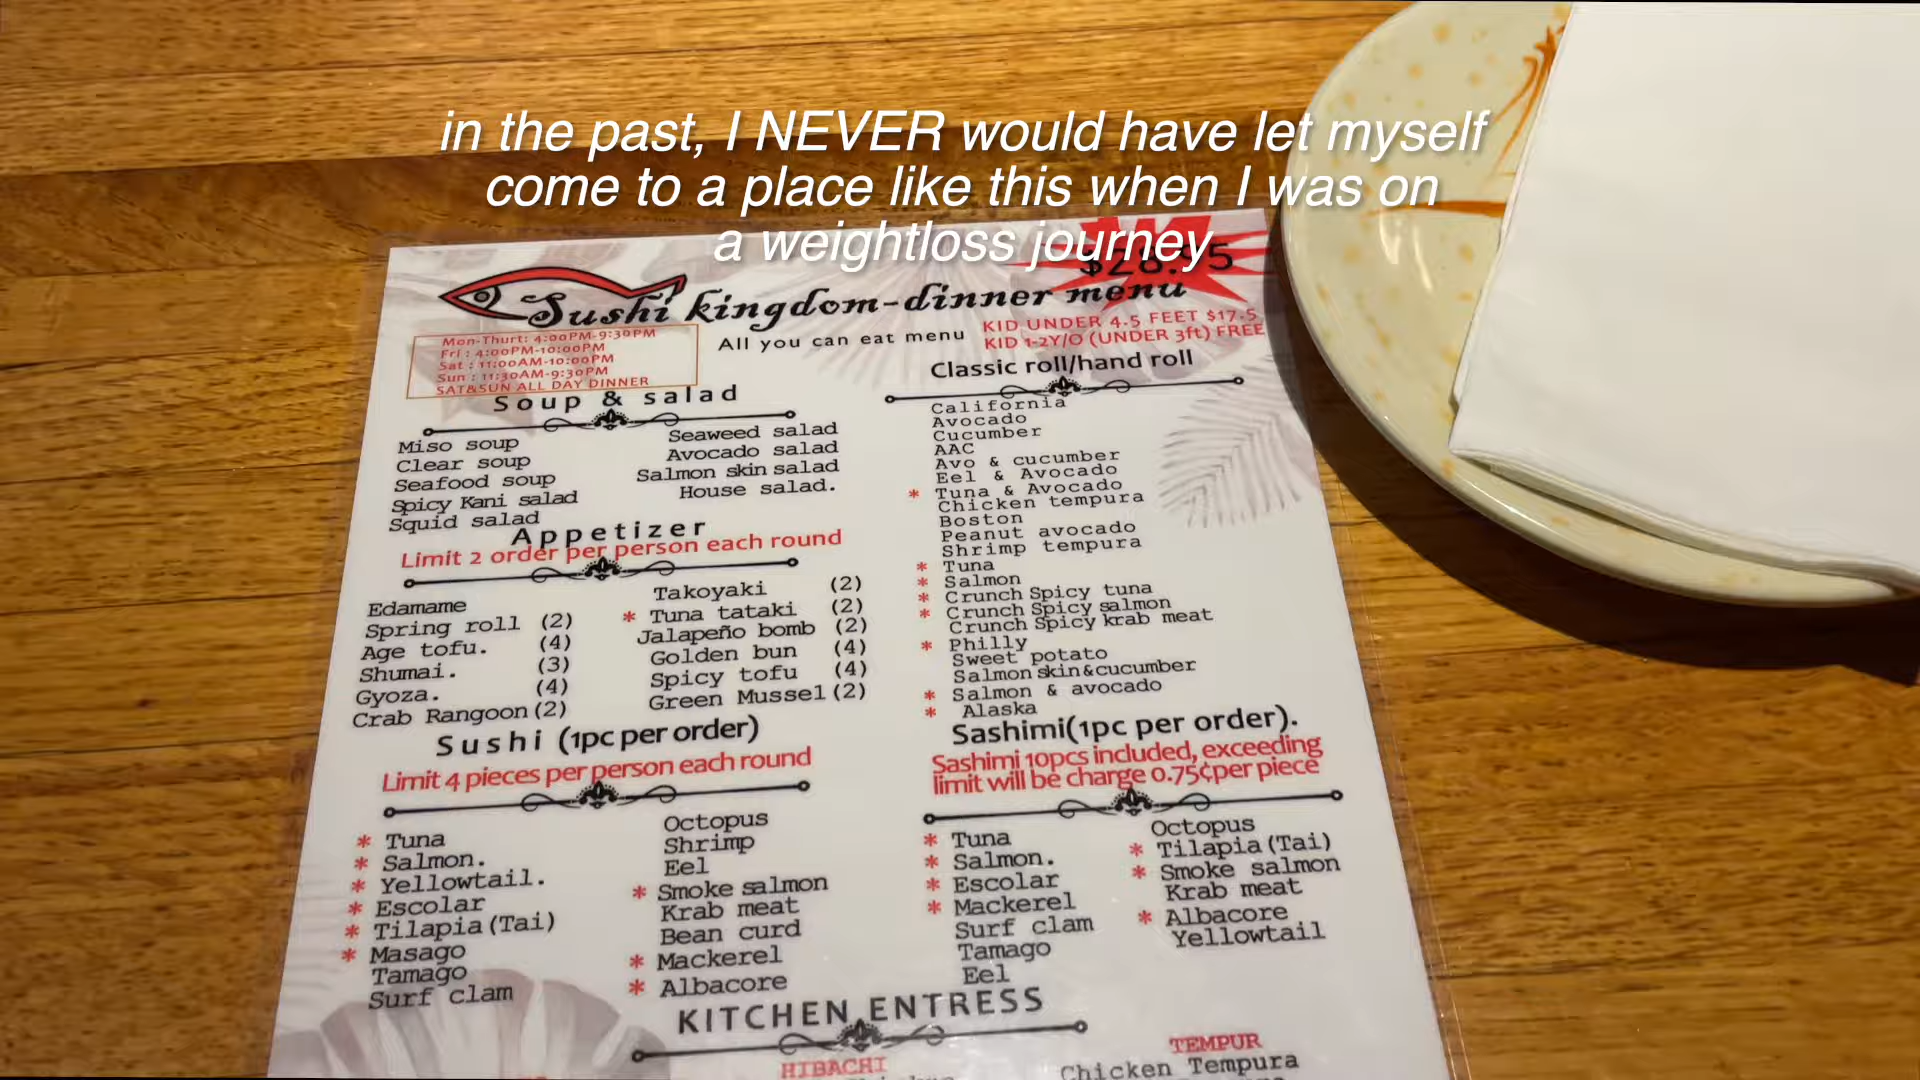 in the past, I NEVER would have let myself
come to a place like this when I was on
a weightloss journey
$28.95
Sushi kingdom-dinner menu
Mon-Thurt: 4:00PM-9:30PM
Fri : 4:00PM-10:00PM
Sat : 11:00AM-10:00PM
Sun : 11:30AM-9:30PM
SAT&SUN ALL DAY DINNER
All you can eat menu
KID UNDER 4.5 FEET $17.5
KID 1-2Y/O (UNDER 3ft) FREE
Soup & salad
Miso soup
Clear soup
Seafood soup
Spicy Kani salad
Squid salad
Seaweed salad
Avocado salad
Salmon skin salad
House salad.
Appetizer
Limit 2 order per person each round
Edamame
Spring roll (2)
Age tofu. (4)
Shumai. (3)
Gyoza. (4)
Crab Rangoon (2)
Takoyaki (2)
* Tuna tataki (2)
Jalapeño bomb (2)
Golden bun (4)
Spicy tofu (4)
Green Mussel (2)
Sushi (1pc per order)
Limit 4 pieces per person each round
* Tuna
* Salmon.
* Yellowtail.
* Escolar
* Tilapia (Tai)
* Masago
Tamago
Surf clam
Octopus
Shrimp
Eel
* Smoke salmon
Krab meat
Bean curd
* Mackerel
* Albacore
Classic roll/hand roll
California
Avocado
Cucumber
AAC
Avo & cucumber
Eel & Avocado
* Tuna & Avocado
Chicken tempura
Boston
Peanut avocado
Shrimp tempura
* Tuna
* Salmon
* Crunch Spicy tuna
* Crunch Spicy salmon
Crunch Spicy krab meat
* Philly
Sweet potato
Salmon skin&cucumber
* Salmon & avocado
* Alaska
Sashimi(1pc per order).
Sashimi 10pcs included, exceeding
limit will be charge 0.75¢per piece
* Tuna
* Salmon.
* Escolar
* Mackerel
Surf clam
Tamago
Eel
Octopus
* Tilapia (Tai)
* Smoke salmon
Krab meat
* Albacore
Yellowtail
KITCHEN ENTRESS
HIBACHI
TEMPUR
Chicken Tempura